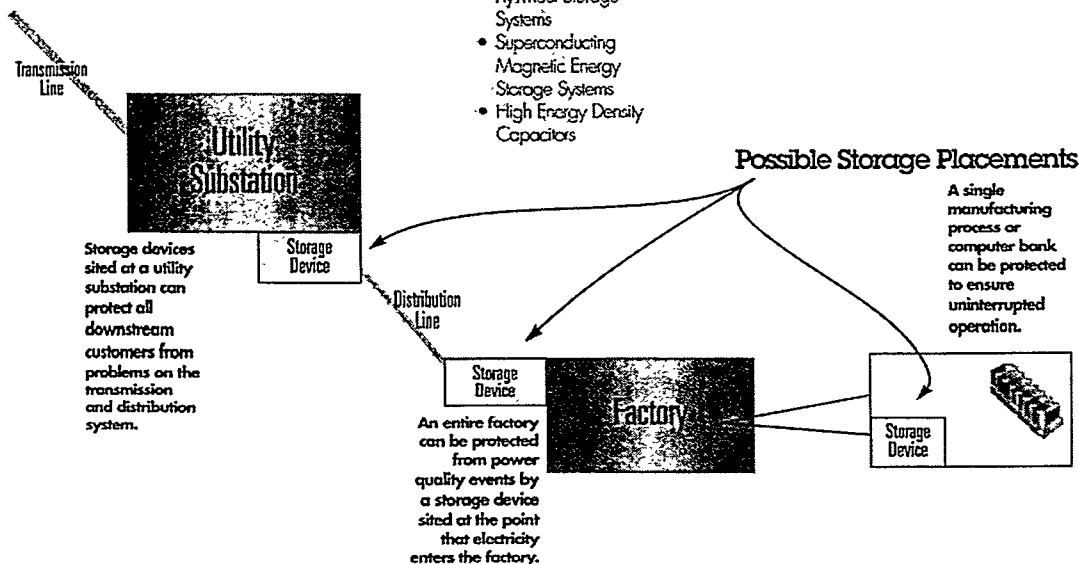 Storage
Systems
• Superconducting
Magnetic Energy
Storage Systems
• High Energy Density
Capacitors
Transmission
Line
Utility
Substation
Possible Storage Placements
A single
manufacturing
process or
computer bank
can be protected
to ensure
uninterrupted
operation.
Storage
Device
Storage devices
sited at a utility
substation can
protect all
downstream
customers from
problems on the
transmission
and distribution
system.
Distribution
Line
Storage
Device
Factory
An entire factory
can be protected
from power
quality events by
a storage device
sited at the point
that electricity
enters the factory.
Storage
Device